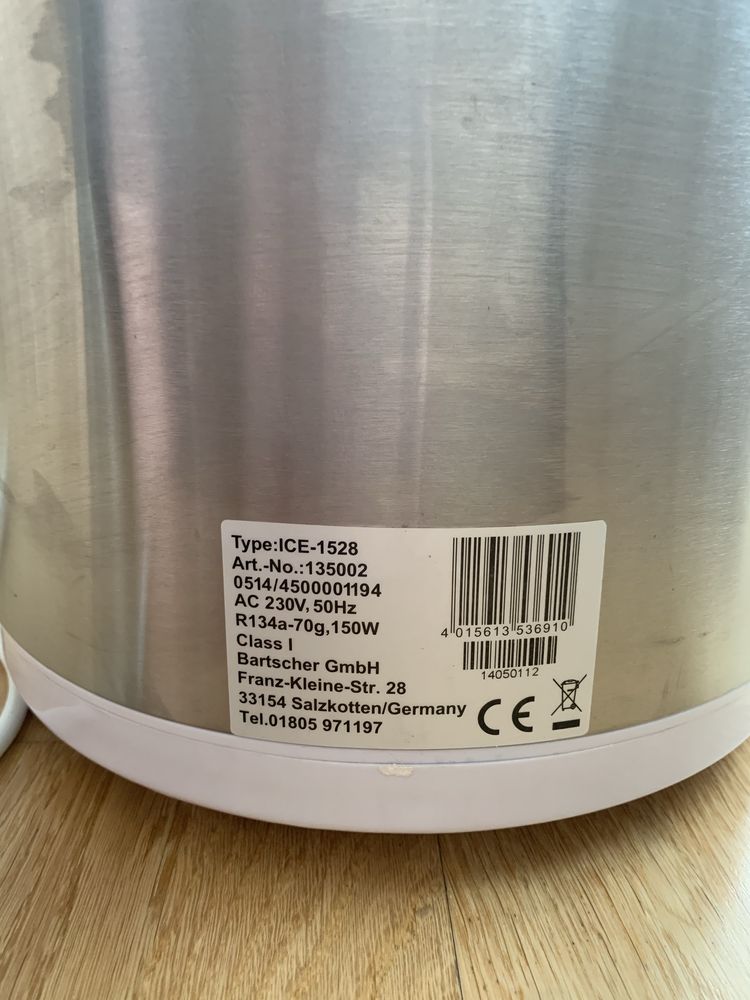 Type:ICE-1528
Art.-No.:135002
0514/4500001194
AC 230V, 50Hz
R134a-70g,150W
Class I
Bartscher GmbH
Franz-Kleine-Str. 28
33154 Salzkotten/Germany
Tel.01805 971197
4 015613 536910
14050112
CE